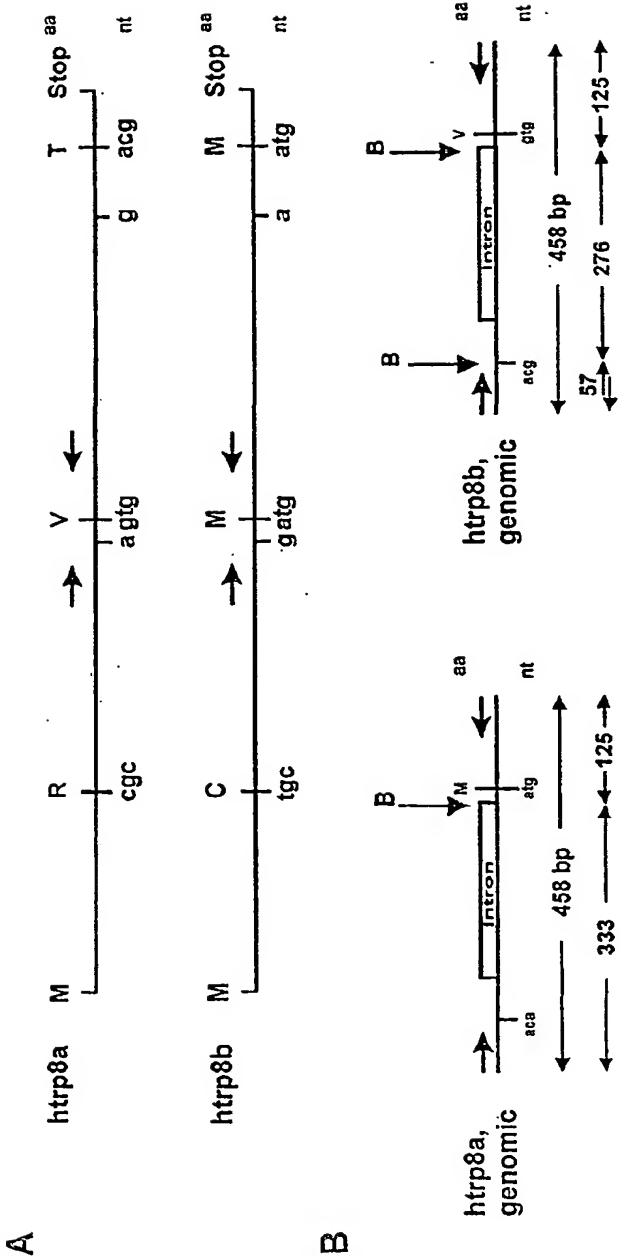 A
htrp8a
M R V T Stop aa
cgc a gtg g acg nt
htrp8b
M C M M Stop aa
tgc g atg a atg nt
B
htrp8a,
genomic
B
M aa
Intron
aca atg nt
458 bp
333 125
htrp8b,
genomic
B B
V aa
Intron
acg gtg nt
458 bp
57 276 125